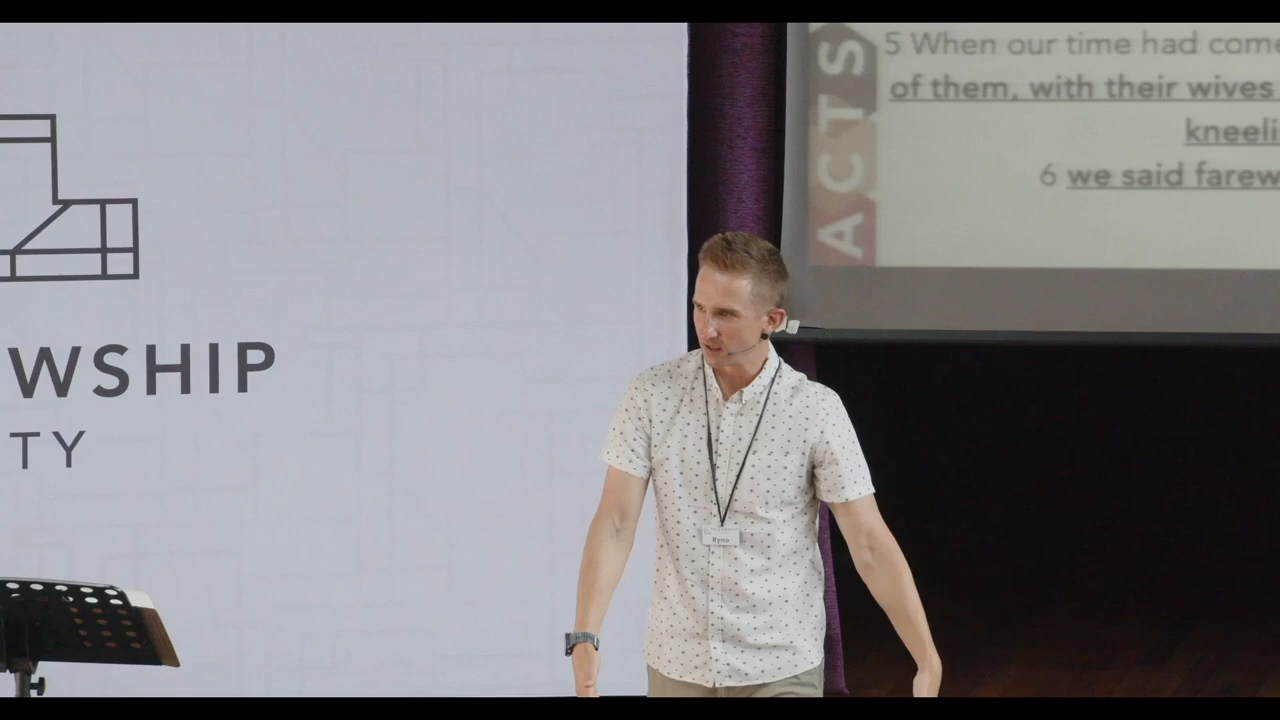 WSHIP
TY
ACTS
5 When our time had come
of them, with their wives
kneeli
6 we said farew
Ryno